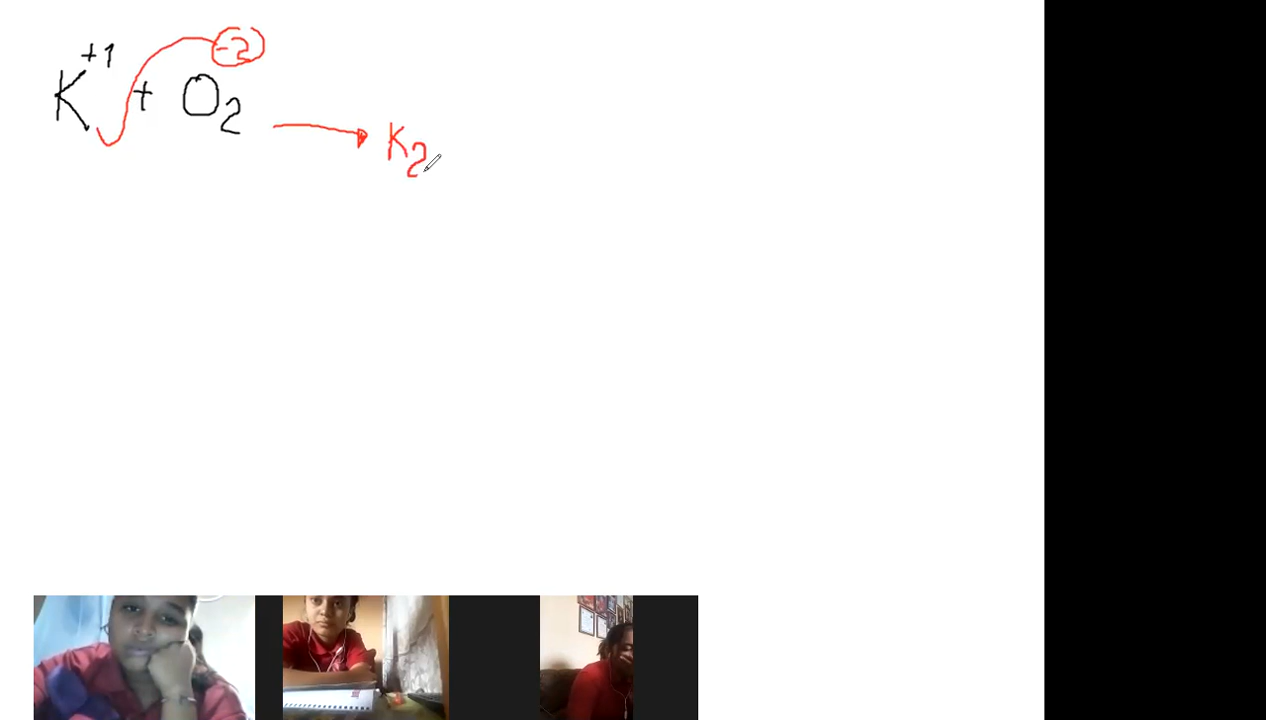 K⁺¹ + O₂⁻² → K₂